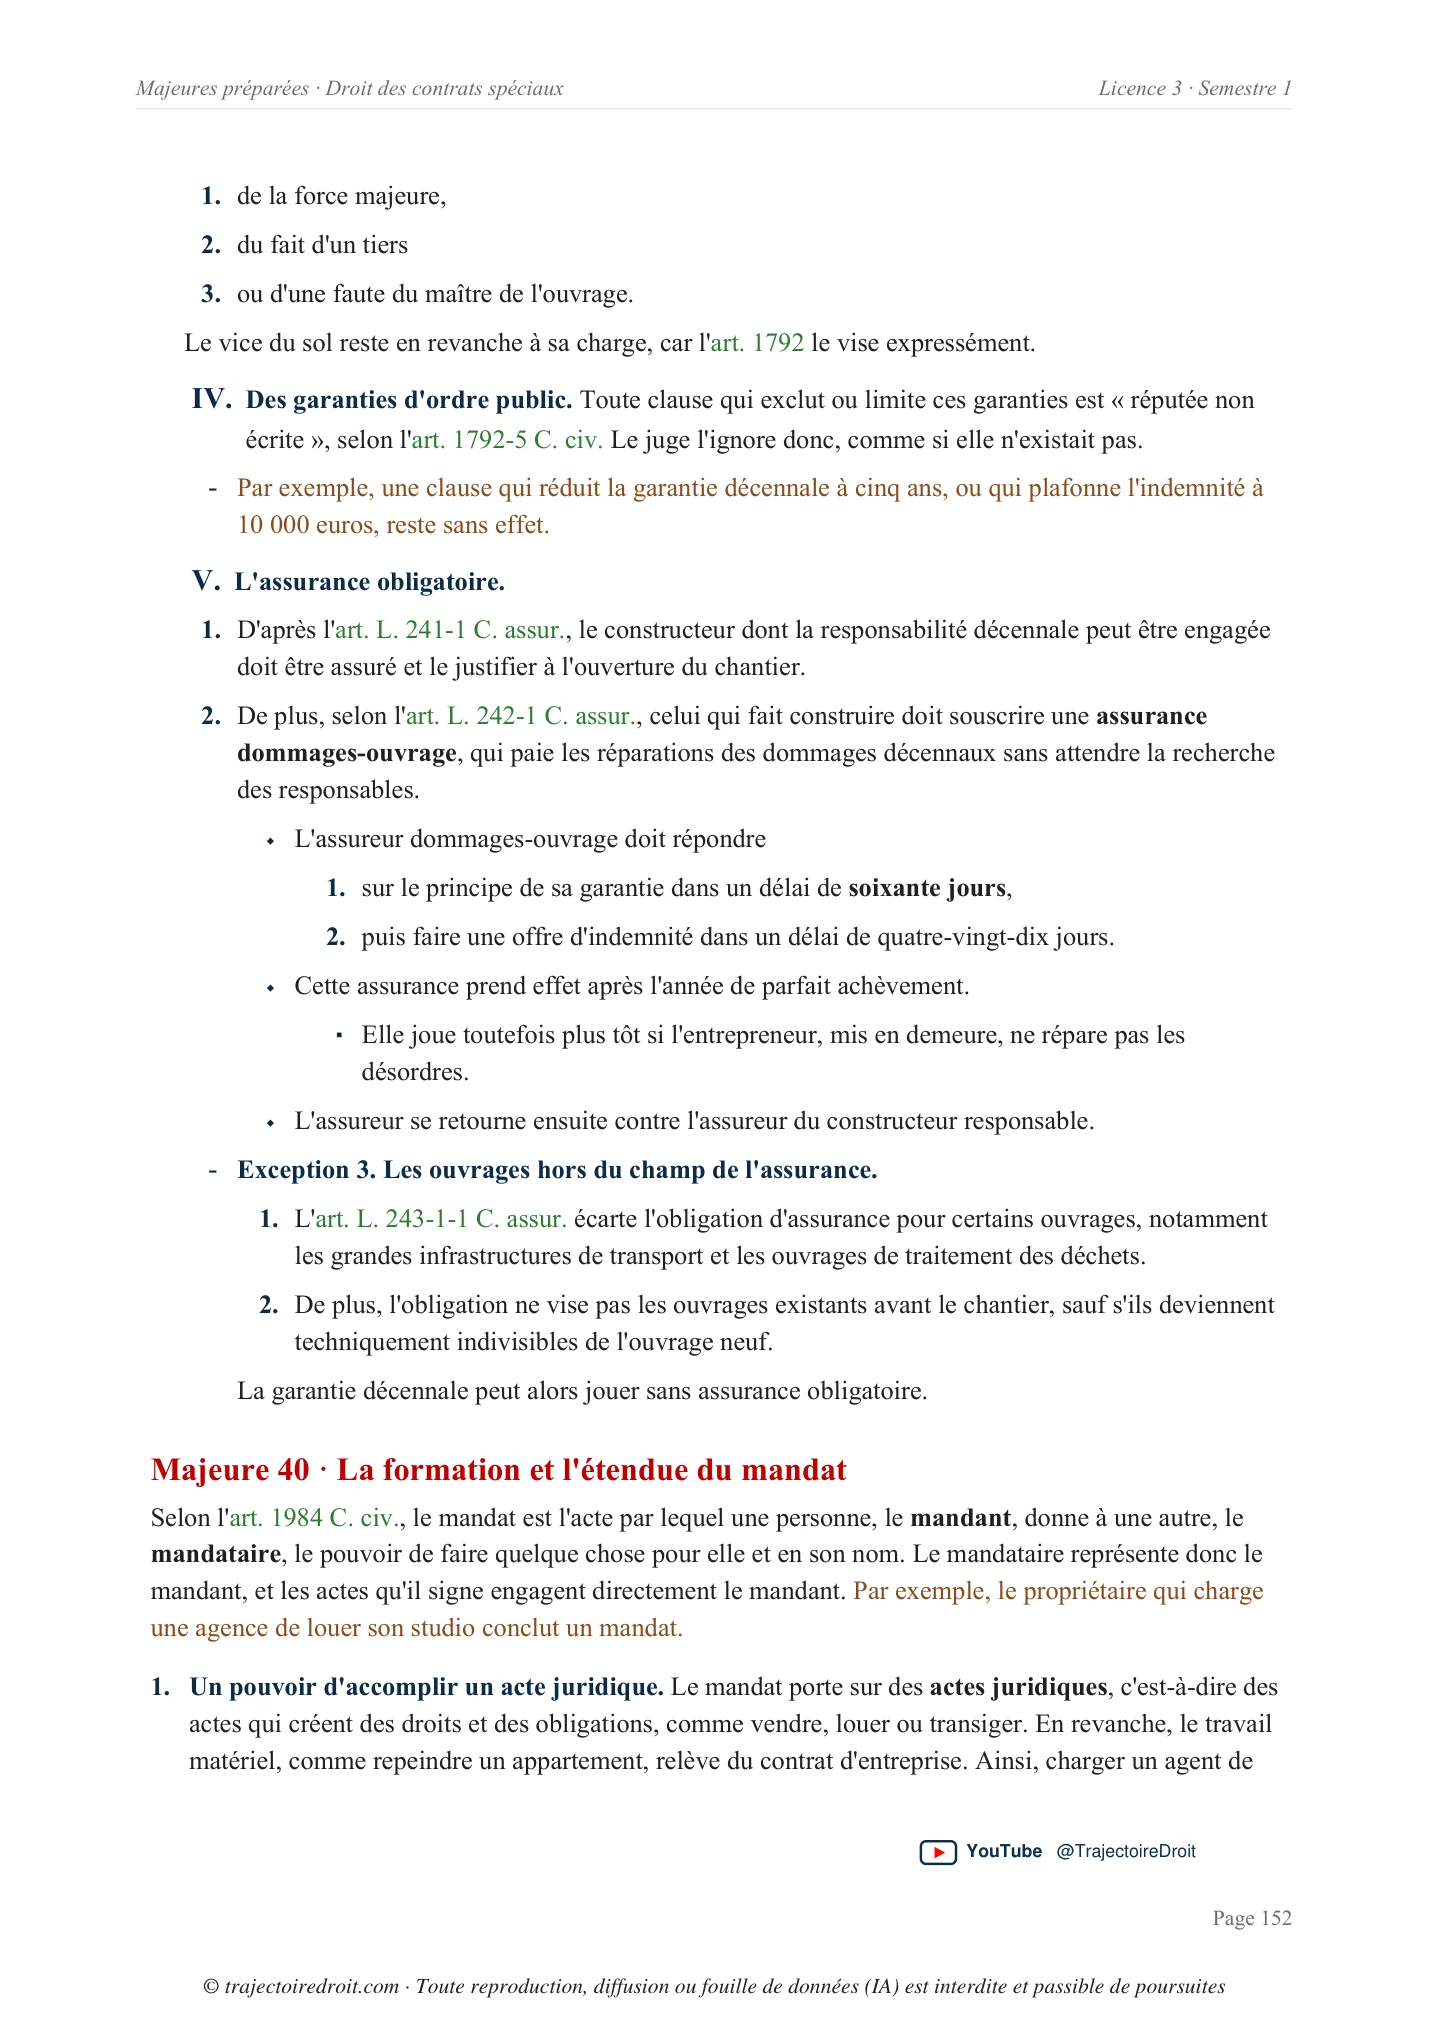 Majeures préparées · Droit des contrats spéciaux
Licence 3 · Semestre 1
1. de la force majeure,
2. du fait d'un tiers
3. ou d'une faute du maître de l'ouvrage.
Le vice du sol reste en revanche à sa charge, car l'art. 1792 le vise expressément.
IV. Des garanties d'ordre public. Toute clause qui exclut ou limite ces garanties est « réputée non
écrite », selon l'art. 1792-5 C. civ. Le juge l'ignore donc, comme si elle n'existait pas.
- Par exemple, une clause qui réduit la garantie décennale à cinq ans, ou qui plafonne l'indemnité à
10 000 euros, reste sans effet.
V. L'assurance obligatoire.
1. D'après l'art. L. 241-1 C. assur., le constructeur dont la responsabilité décennale peut être engagée
doit être assuré et le justifier à l'ouverture du chantier.
2. De plus, selon l'art. L. 242-1 C. assur., celui qui fait construire doit souscrire une assurance
dommages-ouvrage, qui paie les réparations des dommages décennaux sans attendre la recherche
des responsables.
⬩ L'assureur dommages-ouvrage doit répondre
1. sur le principe de sa garantie dans un délai de soixante jours,
2. puis faire une offre d'indemnité dans un délai de quatre-vingt-dix jours.
⬩ Cette assurance prend effet après l'année de parfait achèvement.
▪ Elle joue toutefois plus tôt si l'entrepreneur, mis en demeure, ne répare pas les
désordres.
⬩ L'assureur se retourne ensuite contre l'assureur du constructeur responsable.
- Exception 3. Les ouvrages hors du champ de l'assurance.
1. L'art. L. 243-1-1 C. assur. écarte l'obligation d'assurance pour certains ouvrages, notamment
les grandes infrastructures de transport et les ouvrages de traitement des déchets.
2. De plus, l'obligation ne vise pas les ouvrages existants avant le chantier, sauf s'ils deviennent
techniquement indivisibles de l'ouvrage neuf.
La garantie décennale peut alors jouer sans assurance obligatoire.
Majeure 40 · La formation et l'étendue du mandat
Selon l'art. 1984 C. civ., le mandat est l'acte par lequel une personne, le mandant, donne à une autre, le
mandataire, le pouvoir de faire quelque chose pour elle et en son nom. Le mandataire représente donc le
mandant, et les actes qu'il signe engagent directement le mandant. Par exemple, le propriétaire qui charge
une agence de louer son studio conclut un mandat.
1. Un pouvoir d'accomplir un acte juridique. Le mandat porte sur des actes juridiques, c'est-à-dire des
actes qui créent des droits et des obligations, comme vendre, louer ou transiger. En revanche, le travail
matériel, comme repeindre un appartement, relève du contrat d'entreprise. Ainsi, charger un agent de
YouTube @TrajectoireDroit
Page 152
© trajectoiredroit.com · Toute reproduction, diffusion ou fouille de données (IA) est interdite et passible de poursuites